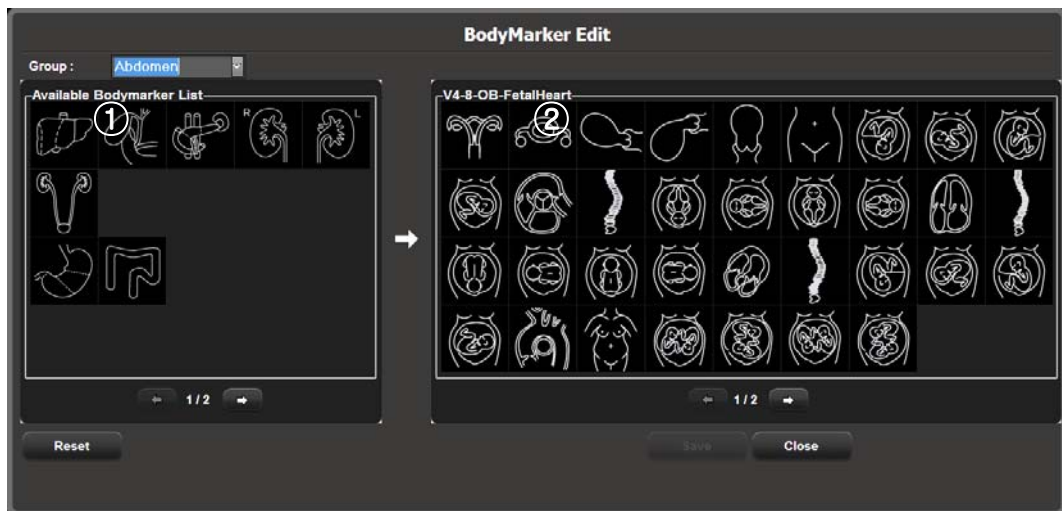 BodyMarker Edit
Group : Abdomen
Available Bodymarker List
①
R L
V4-8-OB-FetalHeart
②
1 / 2
1 / 2
Reset
Save
Close